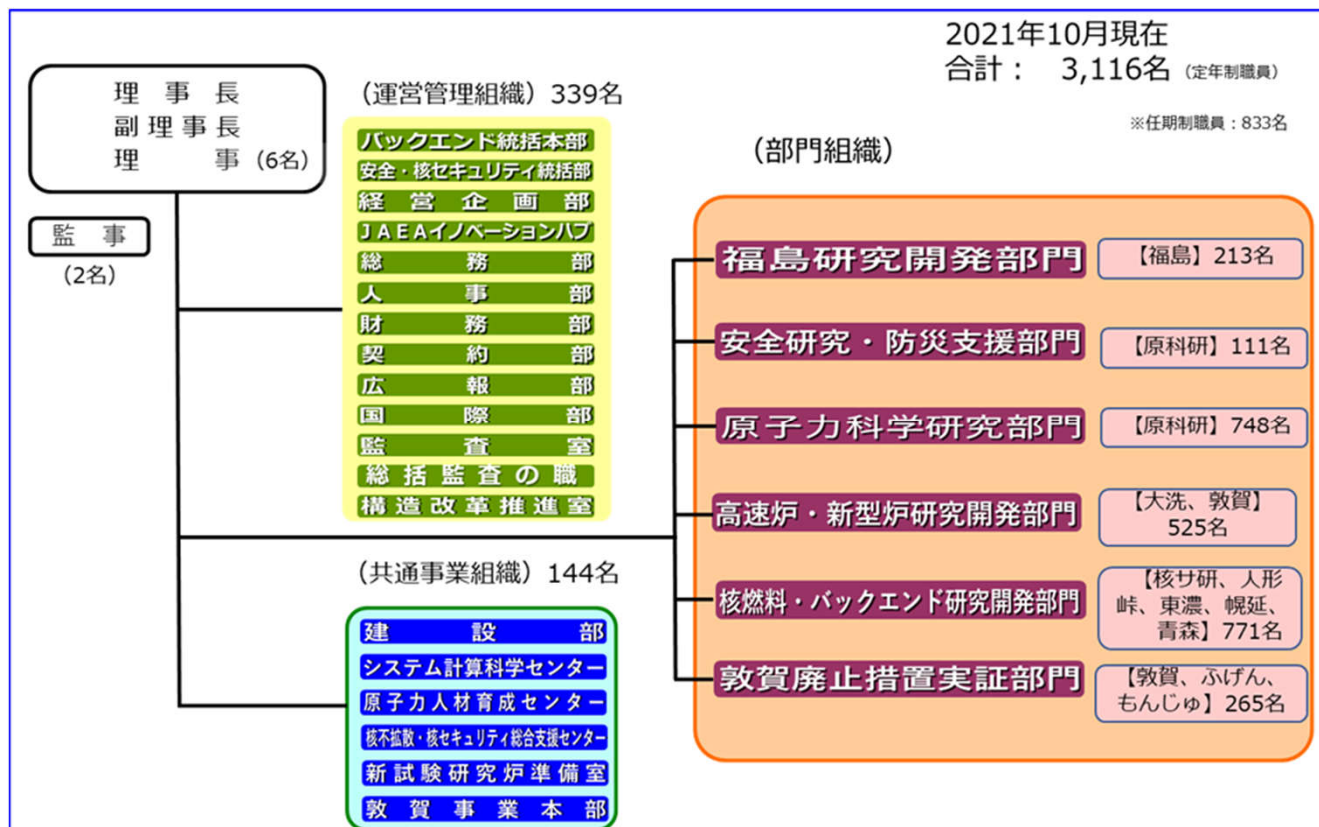 2021年10月現在
合計： 3,116名 (定年制職員)
※任期制職員：833名
理事長
副理事長
理事 (6名)
監事
(2名)
（運営管理組織）339名
バックエンド統括本部
安全・核セキュリティ統括部
経営企画部
JAEAイノベーションハブ
総務部
人事部
財務部
契約部
広報部
国際部
監査室
総括監査の職
構造改革推進室
（共通事業組織）144名
建設部
システム計算科学センター
原子力人材育成センター
核不拡散・核セキュリティ総合支援センター
新試験研究炉準備室
敦賀事業本部
（部門組織）
福島研究開発部門
【福島】213名
安全研究・防災支援部門
【原科研】111名
原子力科学研究部門
【原科研】748名
高速炉・新型炉研究開発部門
【大洗、敦賀】
525名
核燃料・バックエンド研究開発部門
【核サ研、人形
峠、東濃、幌延、
青森】771名
敦賀廃止措置実証部門
【敦賀、ふげん、
もんじゅ】265名